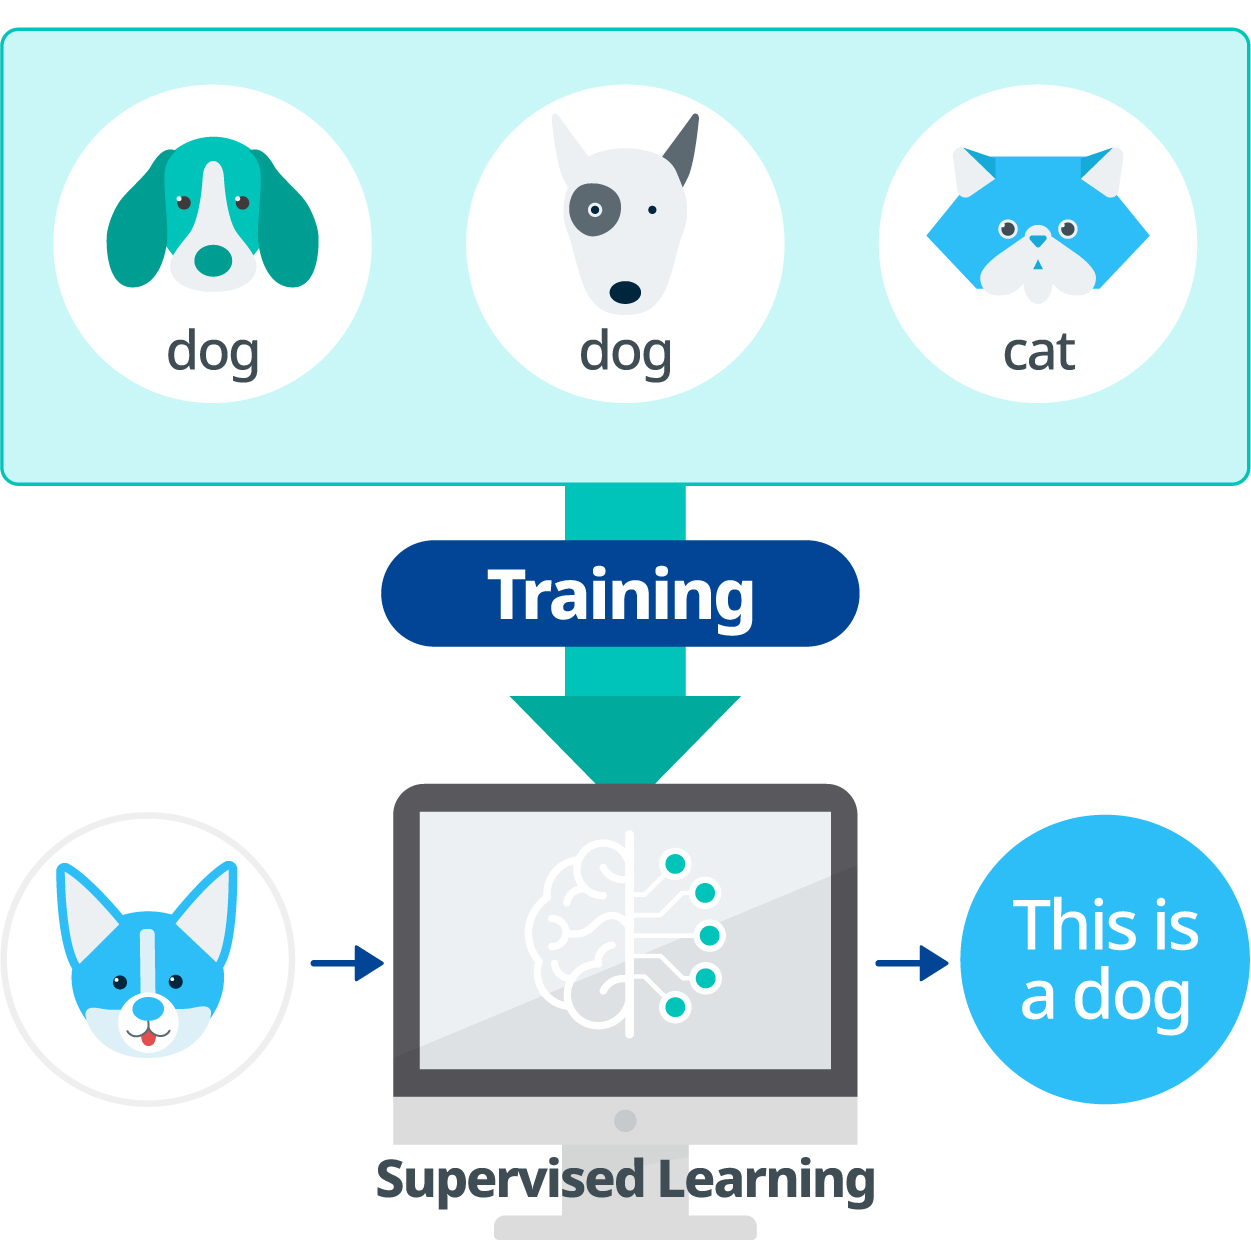 dog
dog
cat
Training
This is
a dog
Supervised Learning